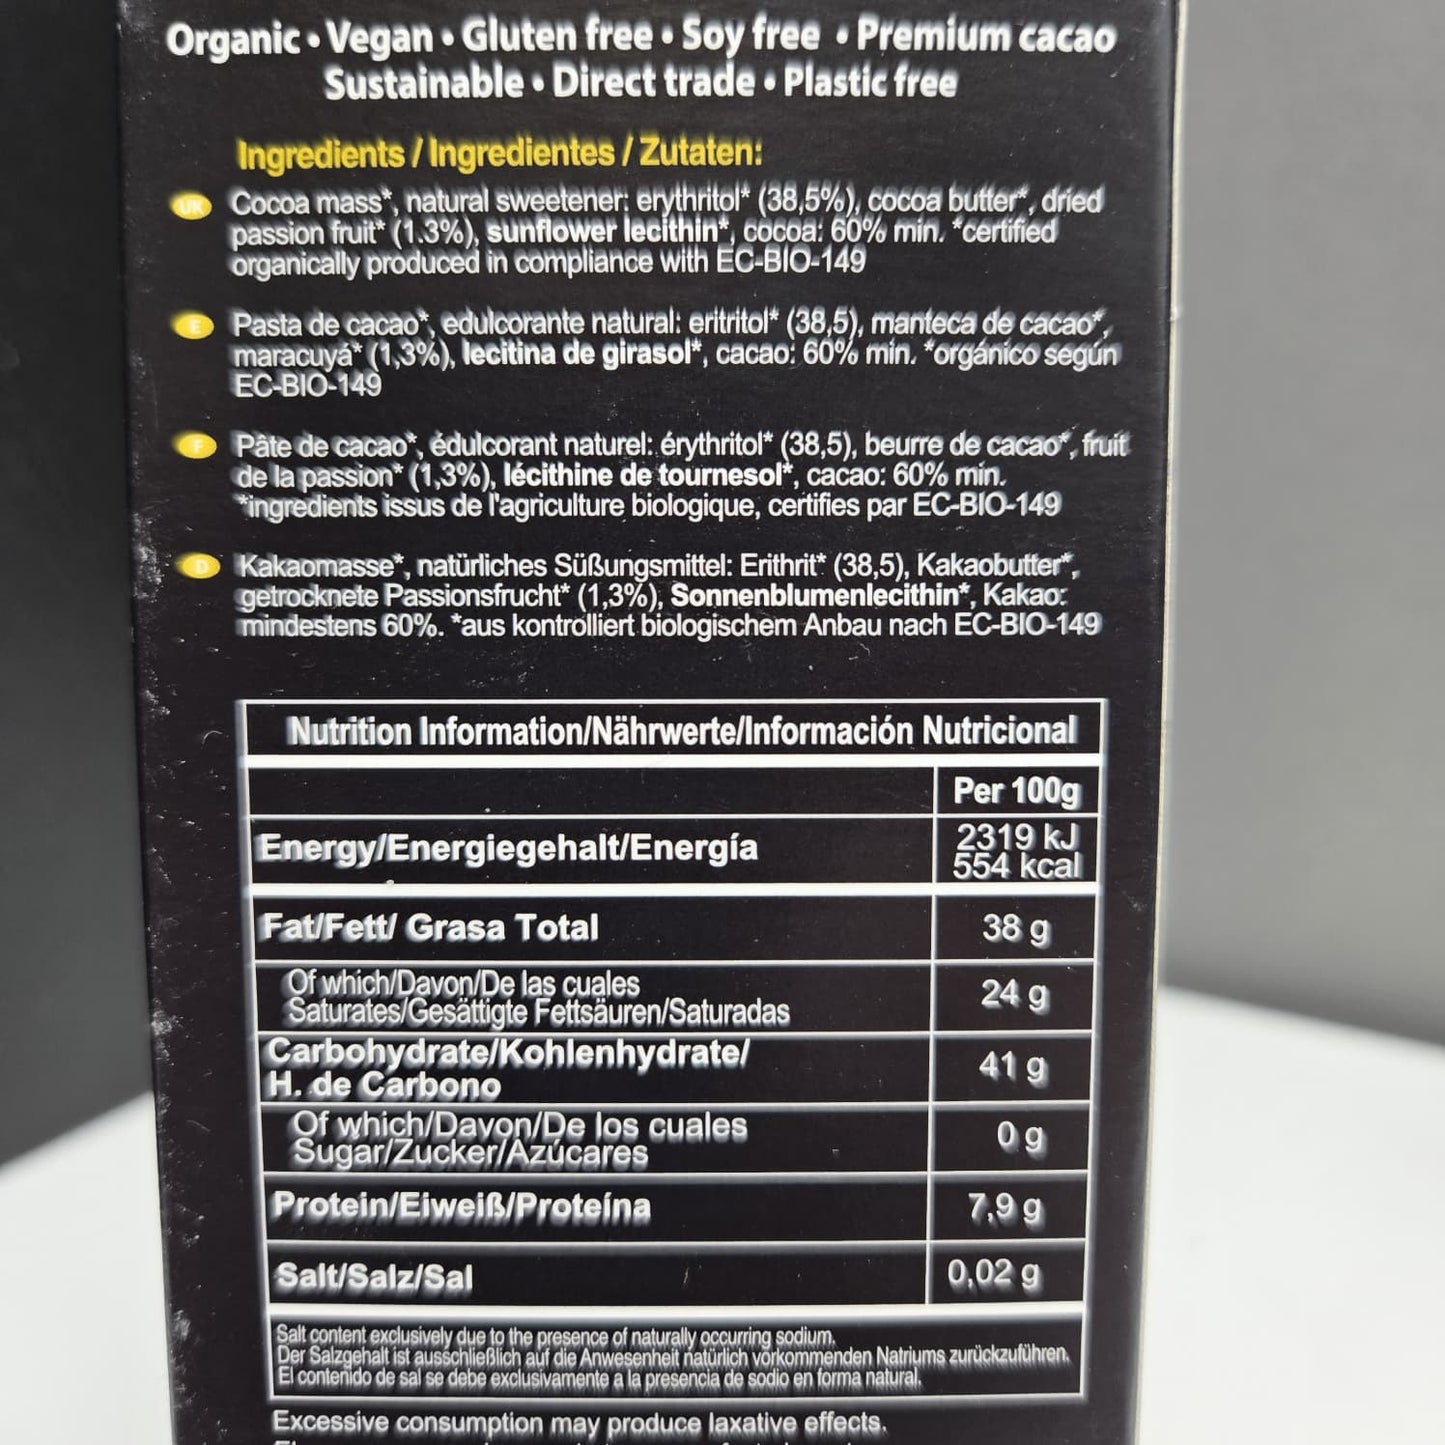 Organic • Vegan • Gluten free • Soy free • Premium cacao
Sustainable • Direct trade • Plastic free
Ingredients / Ingredientes / Zutaten:
UK Cocoa mass*, natural sweetener: erythritol* (38,5%), cocoa butter*, dried
passion fruit* (1.3%), sunflower lecithin*, cocoa: 60% min. *certified
organically produced in compliance with EC-BIO-149
E Pasta de cacao*, edulcorante natural: eritritol* (38,5), manteca de cacao*,
maracuyá* (1,3%), lecitina de girasol*, cacao: 60% min. *orgánico según
EC-BIO-149
F Pâte de cacao*, édulcorant naturel: érythritol* (38,5), beurre de cacao*, fruit
de la passion* (1,3%), lécithine de tournesol*, cacao: 60% min.
*ingredients issus de l'agriculture biologique, certifies par EC-BIO-149
D Kakaomasse*, natürliches Süßungsmittel: Erithrit* (38,5), Kakaobutter*,
getrocknete Passionsfrucht* (1,3%), Sonnenblumenlecithin*, Kakao:
mindestens 60%. *aus kontrolliert biologischem Anbau nach EC-BIO-149
Nutrition Information/Nährwerte/Información Nutricional
Per 100g
Energy/Energiegehalt/Energía 2319 kJ
554 kcal
Fat/Fett/ Grasa Total 38 g
Of which/Davon/De las cuales
Saturates/Gesättigte Fettsäuren/Saturadas 24 g
Carbohydrate/Kohlenhydrate/
H. de Carbono 41 g
Of which/Davon/De los cuales
Sugar/Zucker/Azúcares 0 g
Protein/Eiweiß/Proteína 7,9 g
Salt/Salz/Sal 0,02 g
Salt content exclusively due to the presence of naturally occurring sodium.
Der Salzgehalt ist ausschließlich auf die Anwesenheit natürlich vorkommenden Natriums zurückzuführen.
El contenido de sal se debe exclusivamente a la presencia de sodio en forma natural.
Excessive consumption may produce laxative effects.